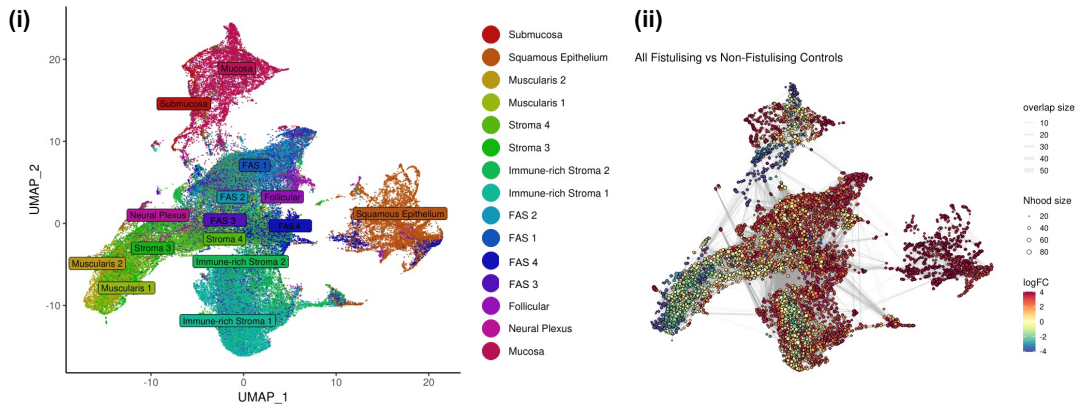 (i)
20
10
0
-10
UMAP_2
-10
0
10
20
UMAP_1
Mucosa
Submucosa
FAS 1
FAS 2
Follicular
Neural Plexus
FAS 3
FAS 4
Squamous Epithelium
Stroma 4
Stroma 3
Muscularis 2
Immune-rich Stroma 2
Muscularis 1
Immune-rich Stroma 1
Submucosa
Squamous Epithelium
Muscularis 2
Muscularis 1
Stroma 4
Stroma 3
Immune-rich Stroma 2
Immune-rich Stroma 1
FAS 2
FAS 1
FAS 4
FAS 3
Follicular
Neural Plexus
Mucosa
(ii)
All Fistulising vs Non-Fistulising Controls
overlap size
10
20
30
40
50
Nhood size
20
40
60
80
logFC
4
2
0
-2
-4